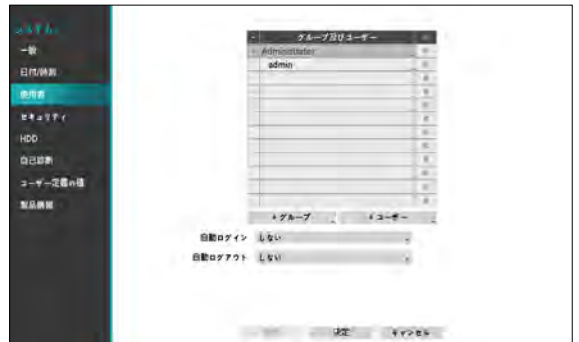 システム
一般
日付/時刻
使用者
セキュリティ
HDD
自己診断
ユーザー定義の値
製品情報
- グループ及びユーザー
- Administrator
admin
+ グループ
+ ユーザー
自動ログイン しない
自動ログアウト しない
決定
キャンセル